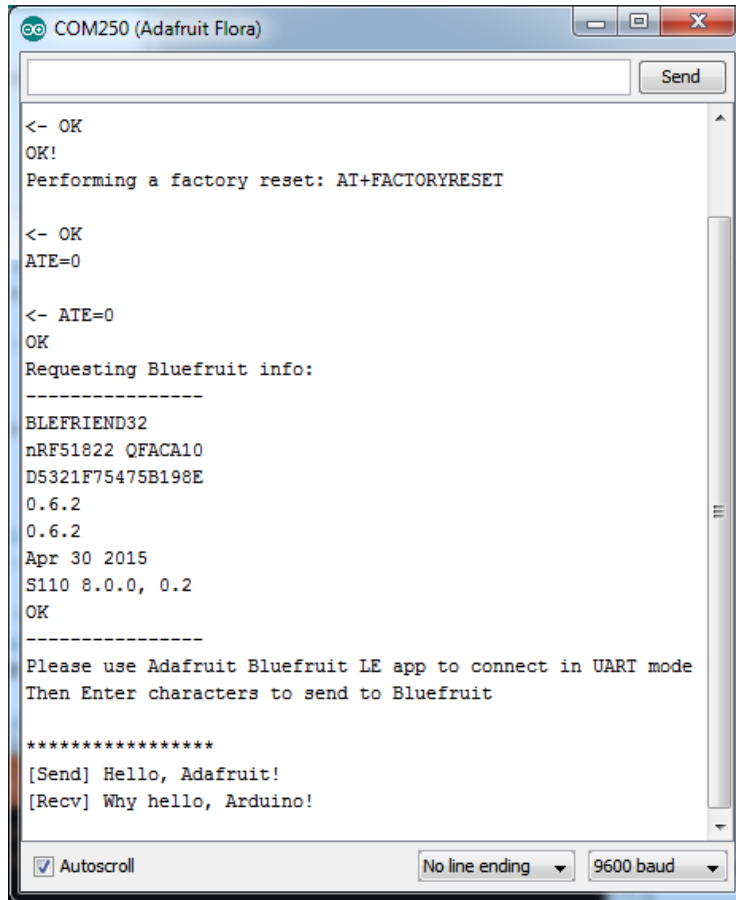 COM250 (Adafruit Flora)
Send
<- OK
OK!
Performing a factory reset: AT+FACTORYRESET
<- OK
ATE=0
<- ATE=0
OK
Requesting Bluefruit info:
----------------
BLEFRIEND32
nRF51822 QFACA10
D5321F75475B198E
0.6.2
0.6.2
Apr 30 2015
S110 8.0.0, 0.2
OK
----------------
Please use Adafruit Bluefruit LE app to connect in UART mode
Then Enter characters to send to Bluefruit
*****************
[Send] Hello, Adafruit!
[Recv] Why hello, Arduino!
Autoscroll
No line ending
9600 baud